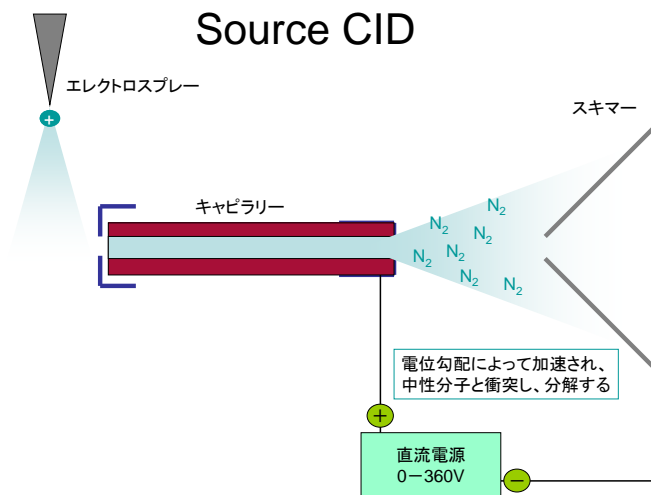 Source CID
エレクトロスプレー
+
スキマー
キャピラリー
N₂
N₂
N₂
N₂
N₂
N₂
N₂
電位勾配によって加速され、
中性分子と衝突し、分解する
+
直流電源
0－360V
－